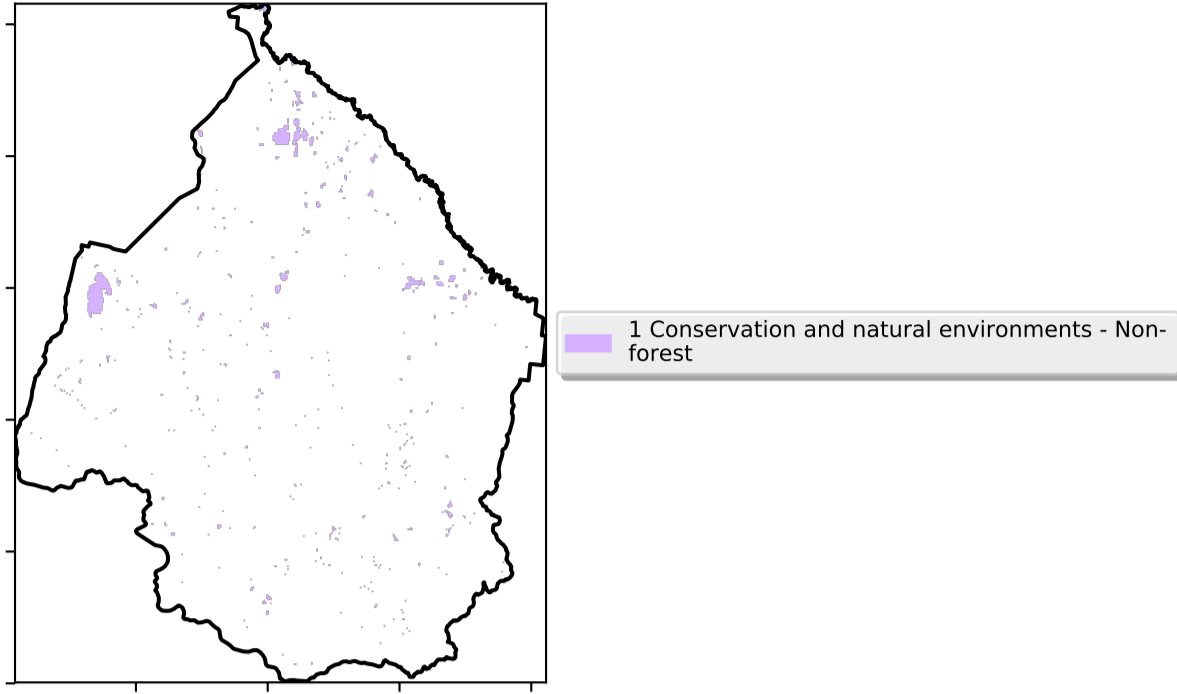 1 Conservation and natural environments - Non-
forest